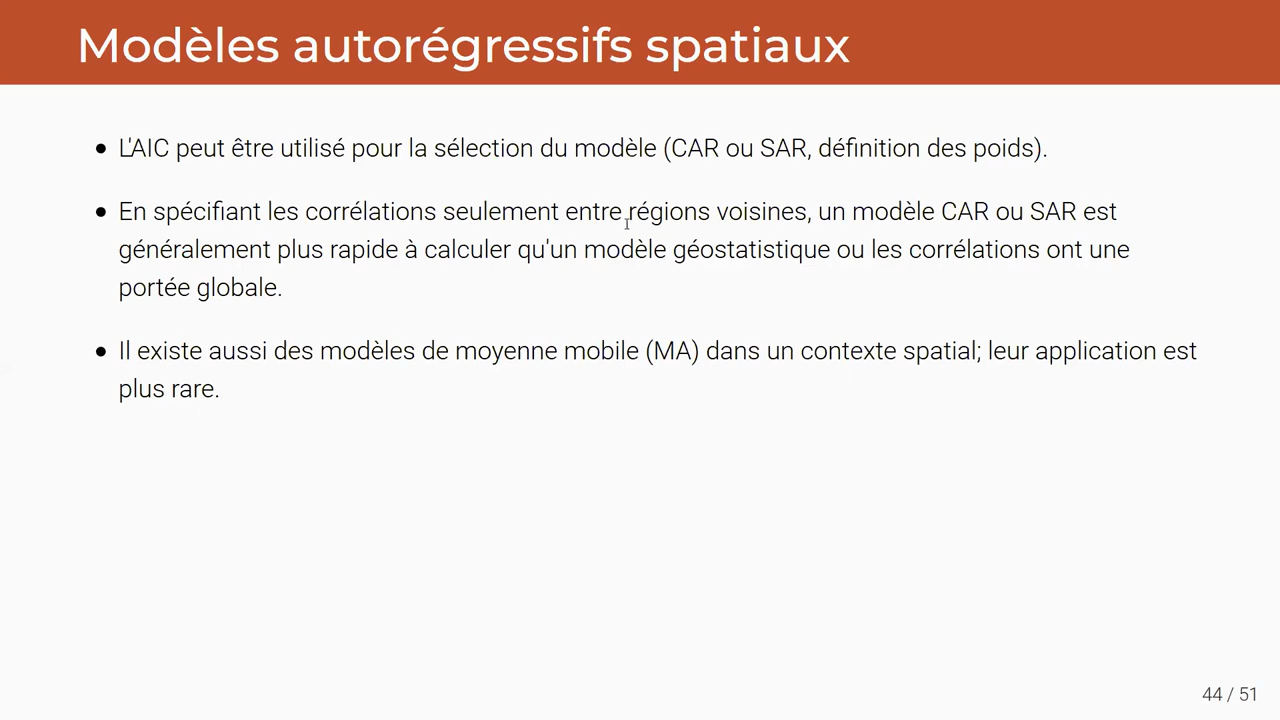 Modèles autorégressifs spatiaux
• L'AIC peut être utilisé pour la sélection du modèle (CAR ou SAR, définition des poids).
• En spécifiant les corrélations seulement entre régions voisines, un modèle CAR ou SAR est
généralement plus rapide à calculer qu'un modèle géostatistique ou les corrélations ont une
portée globale.
• Il existe aussi des modèles de moyenne mobile (MA) dans un contexte spatial; leur application est
plus rare.
44 / 51